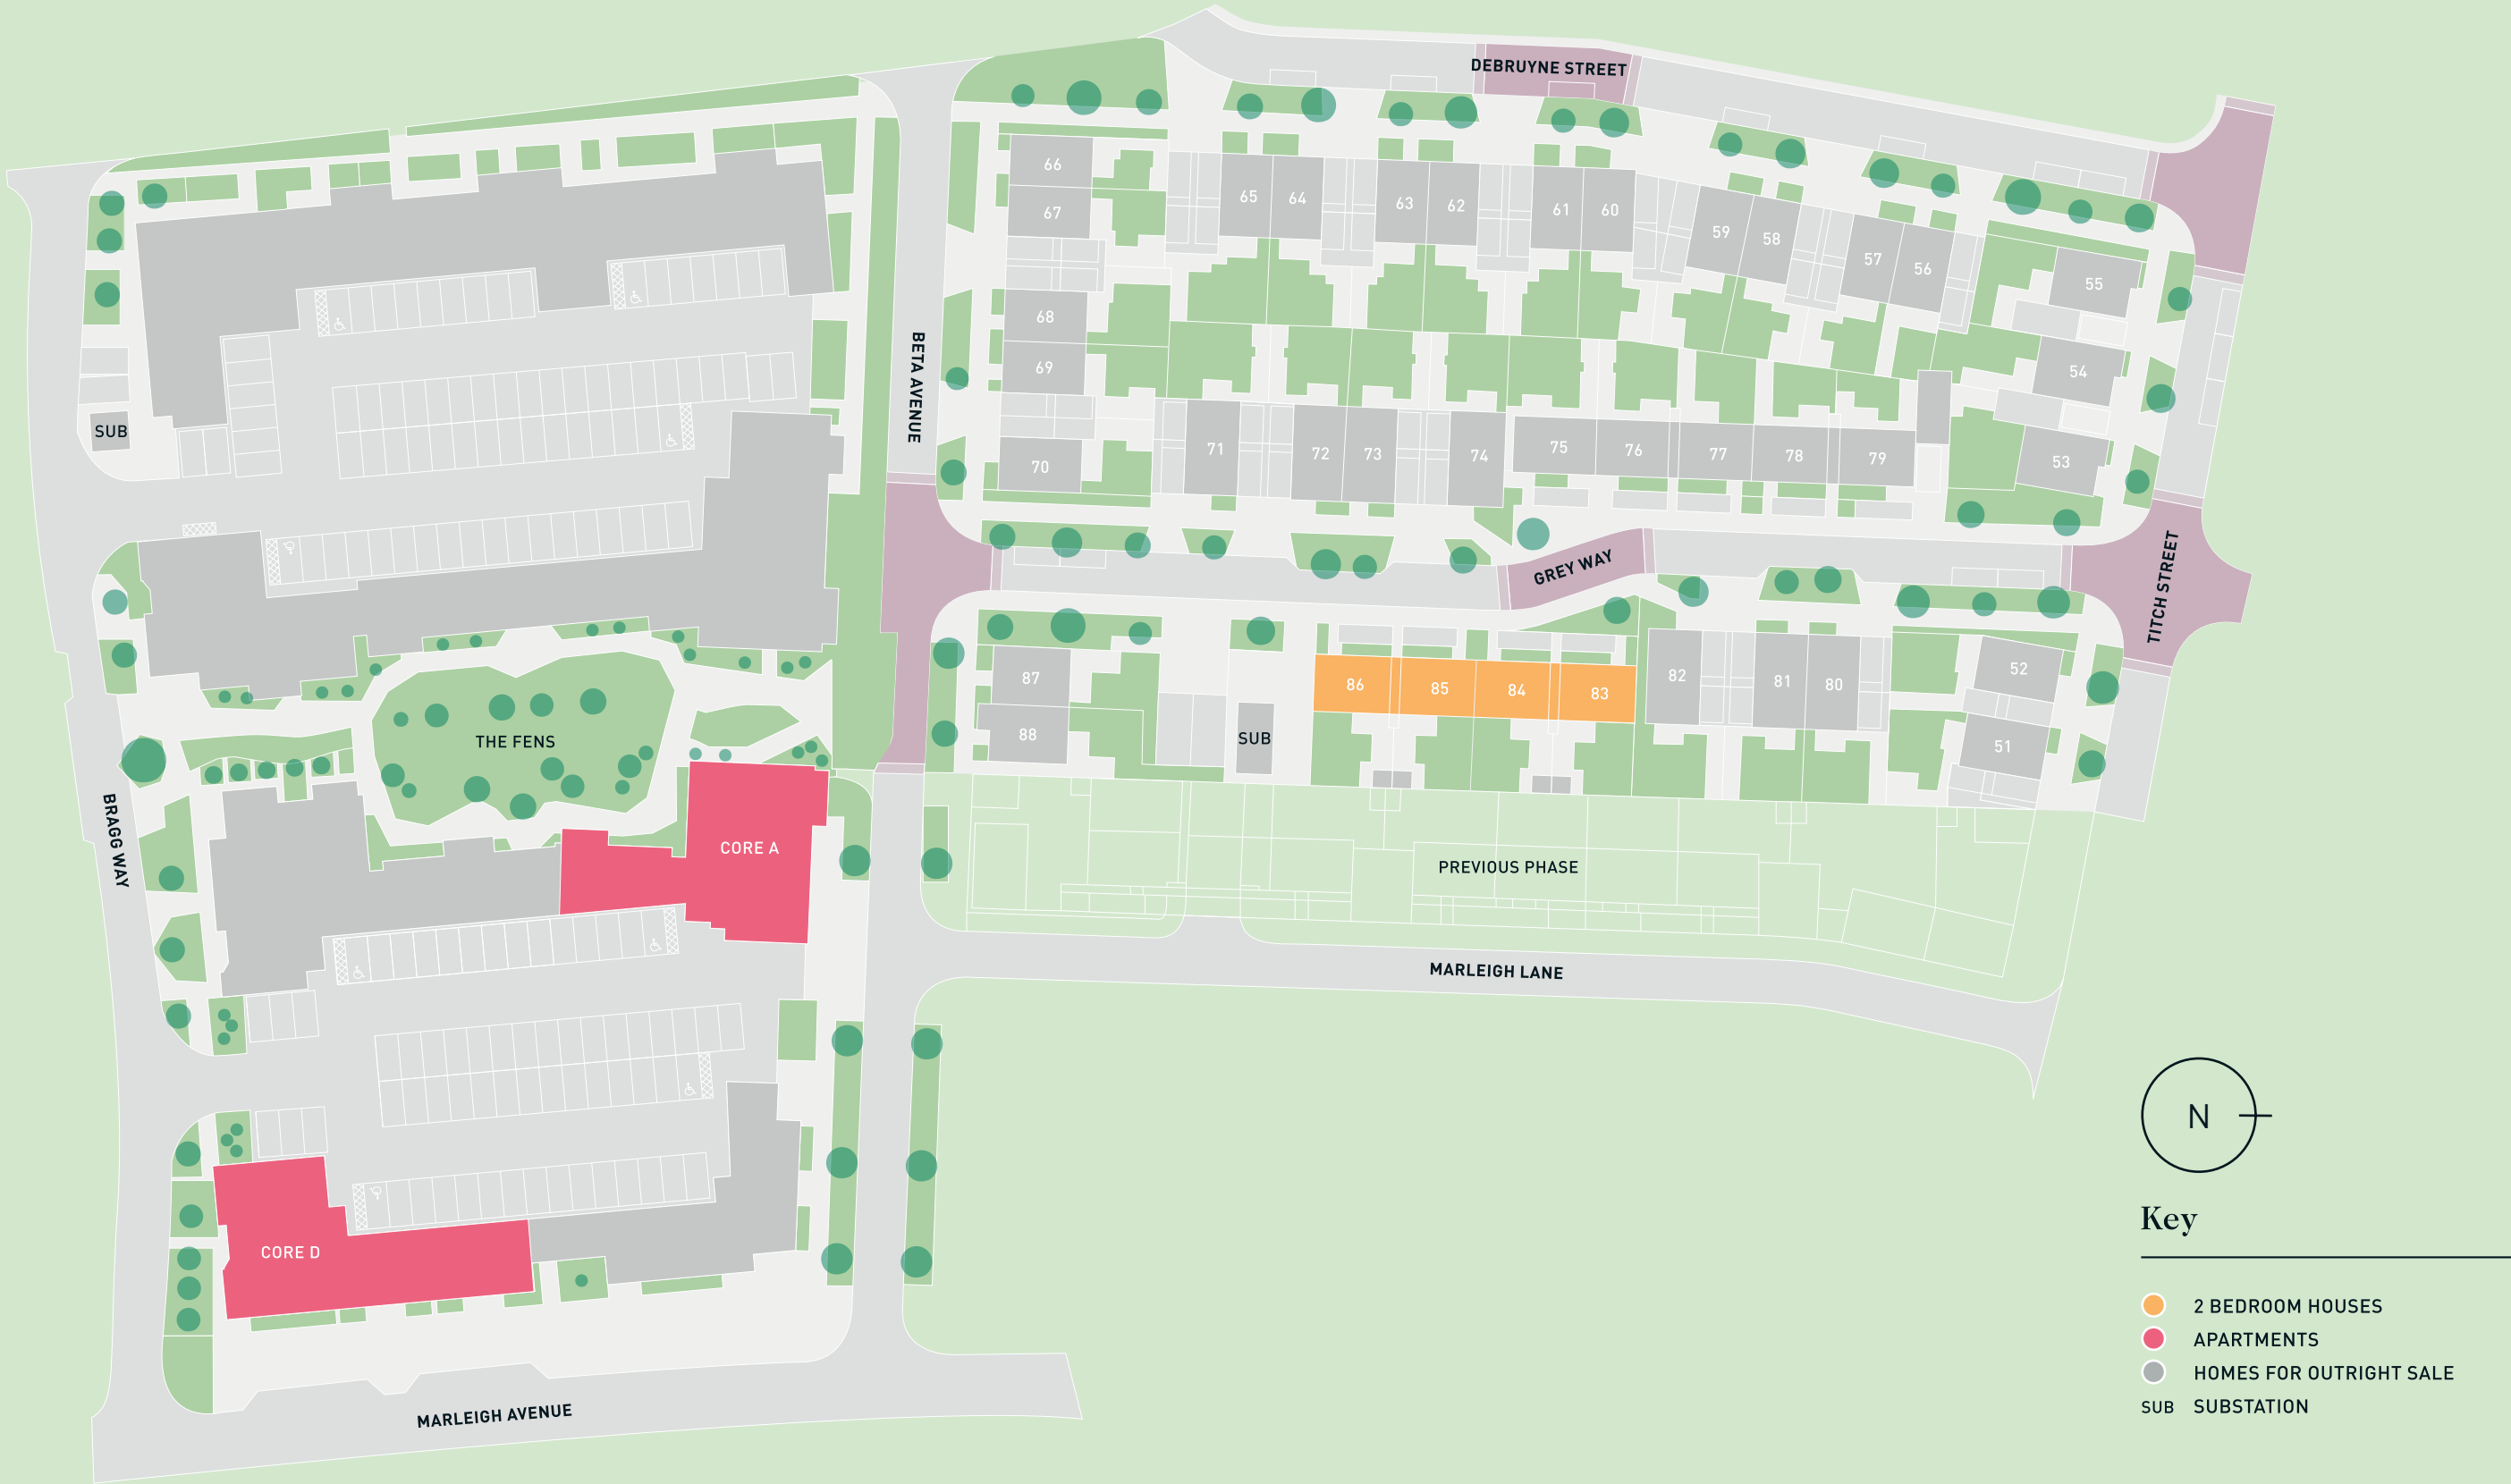 DEBRUYNE STREET
66
67
65
64
63
62
61
60
59
58
57
56
55
68
69
54
BETA AVENUE
SUB
70
71
72
73
74
75
76
77
78
79
53
GREY WAY
TITCH STREET
87
88
SUB
86
85
84
83
82
81
80
52
51
THE FENS
CORE A
BRAGG WAY
PREVIOUS PHASE
MARLEIGH LANE
CORE D
MARLEIGH AVENUE
N
Key
2 BEDROOM HOUSES
APARTMENTS
HOMES FOR OUTRIGHT SALE
SUB SUBSTATION